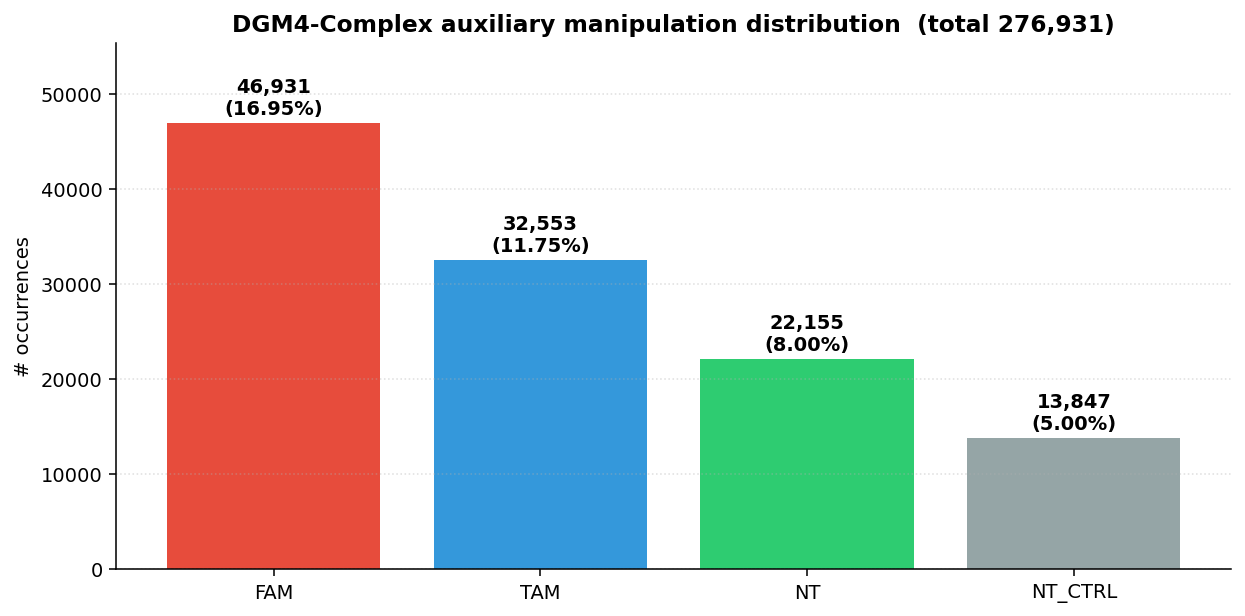 DGM4-Complex auxiliary manipulation distribution  (total 276,931)
# occurrences
50000
40000
30000
20000
10000
0
46,931
(16.95%)
32,553
(11.75%)
22,155
(8.00%)
13,847
(5.00%)
FAM
TAM
NT
NT_CTRL